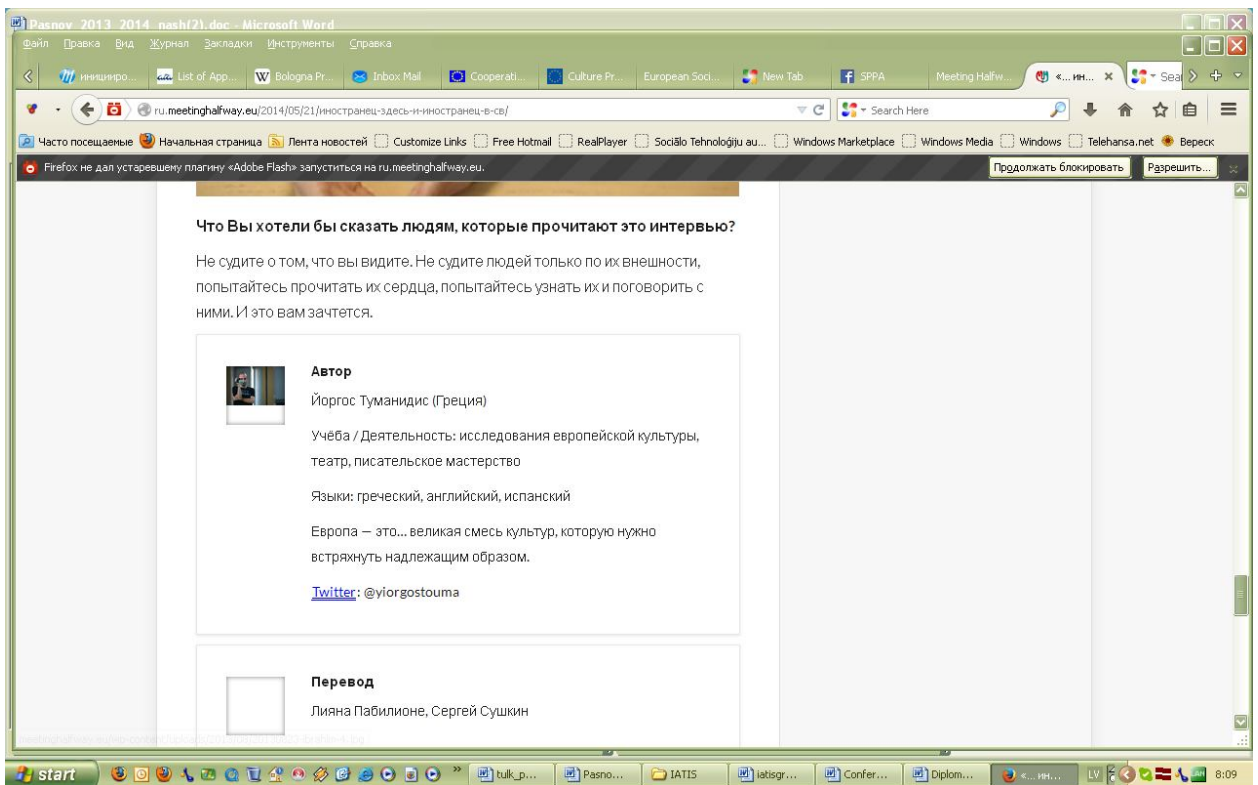 Pasnov_2013_2014_nash(2).doc - Microsoft Word
Файл Правка Вид Журнал Закладки Инструменты Справка
иницииро... List of App... Bologna Pr... Inbox Mail Cooperati... Culture Pr... European Soci... New Tab SPPA Meeting Halfw... «...ин... Sea
ru.meetinghalfway.eu/2014/05/21/иностранец-здесь-и-иностранец-в-св/ Search Here
Часто посещаемые Начальная страница Лента новостей Customize Links Free Hotmail RealPlayer Sociālo Tehnoloģiju au... Windows Marketplace Windows Media Windows Telehansa.net Вереск
Firefox не дал устаревшему плагину «Adobe Flash» запуститься на ru.meetinghalfway.eu. Продолжать блокировать Разрешить...
Что Вы хотели бы сказать людям, которые прочитают это интервью?
Не судите о том, что вы видите. Не судите людей только по их внешности,
попытайтесь прочитать их сердца, попытайтесь узнать их и поговорить с
ними. И это вам зачтется.
Автор
Йоргос Туманидис (Греция)
Учёба / Деятельность: исследования европейской культуры,
театр, писательское мастерство
Языки: греческий, английский, испанский
Европа — это... великая смесь культур, которую нужно
встряхнуть надлежащим образом.
Twitter: @yiorgostouma
Перевод
Лияна Пабилионе, Сергей Сушкин
start tulk_p... Pasno... IATIS iatisgr... Confer... Diplom... «...ин... LV 8:09